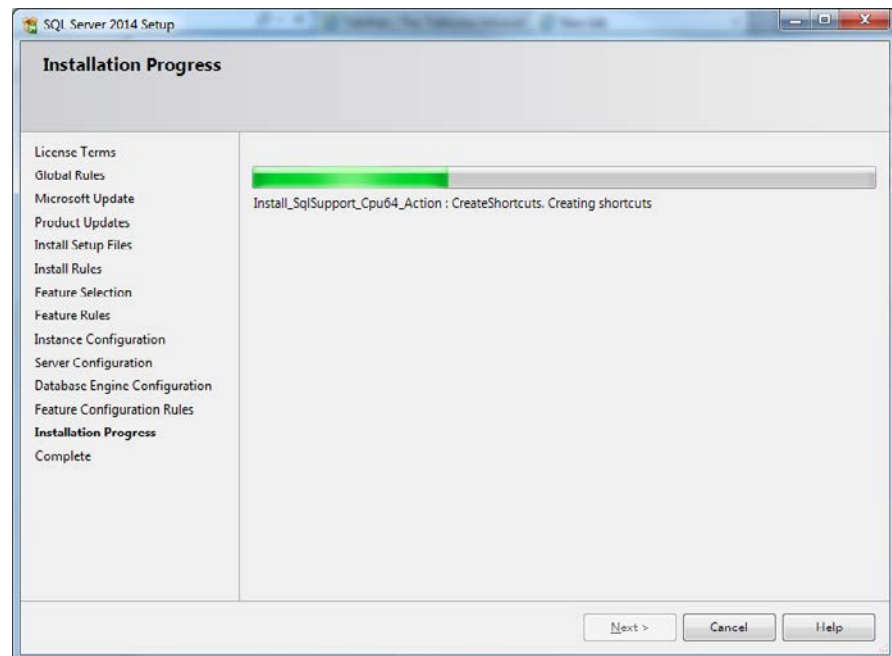 SQL Server 2014 Setup
Installation Progress
License Terms
Global Rules
Microsoft Update
Product Updates
Install Setup Files
Install Rules
Feature Selection
Feature Rules
Instance Configuration
Server Configuration
Database Engine Configuration
Feature Configuration Rules
Installation Progress
Complete
Install_SqlSupport_Cpu64_Action : CreateShortcuts. Creating shortcuts
Next >
Cancel
Help